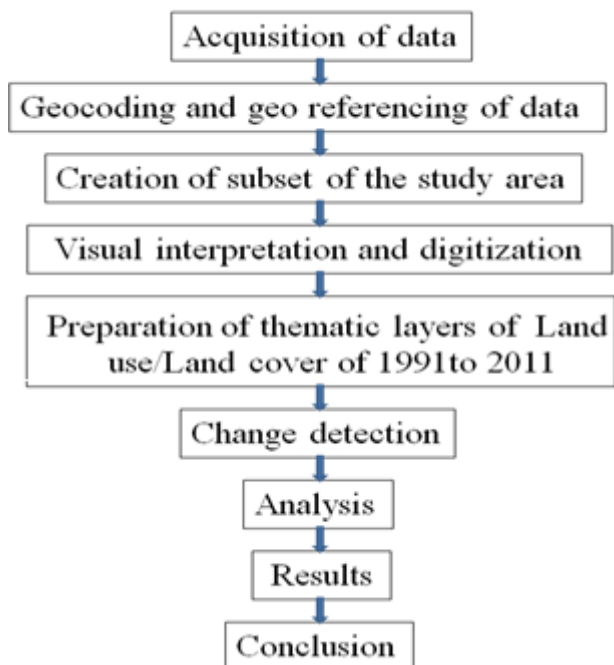 Acquisition of data
Geocoding and geo referencing of data
Creation of subset of the study area
Visual interpretation and digitization
Preparation of thematic layers of Land
use/Land cover of 1991to 2011
Change detection
Analysis
Results
Conclusion